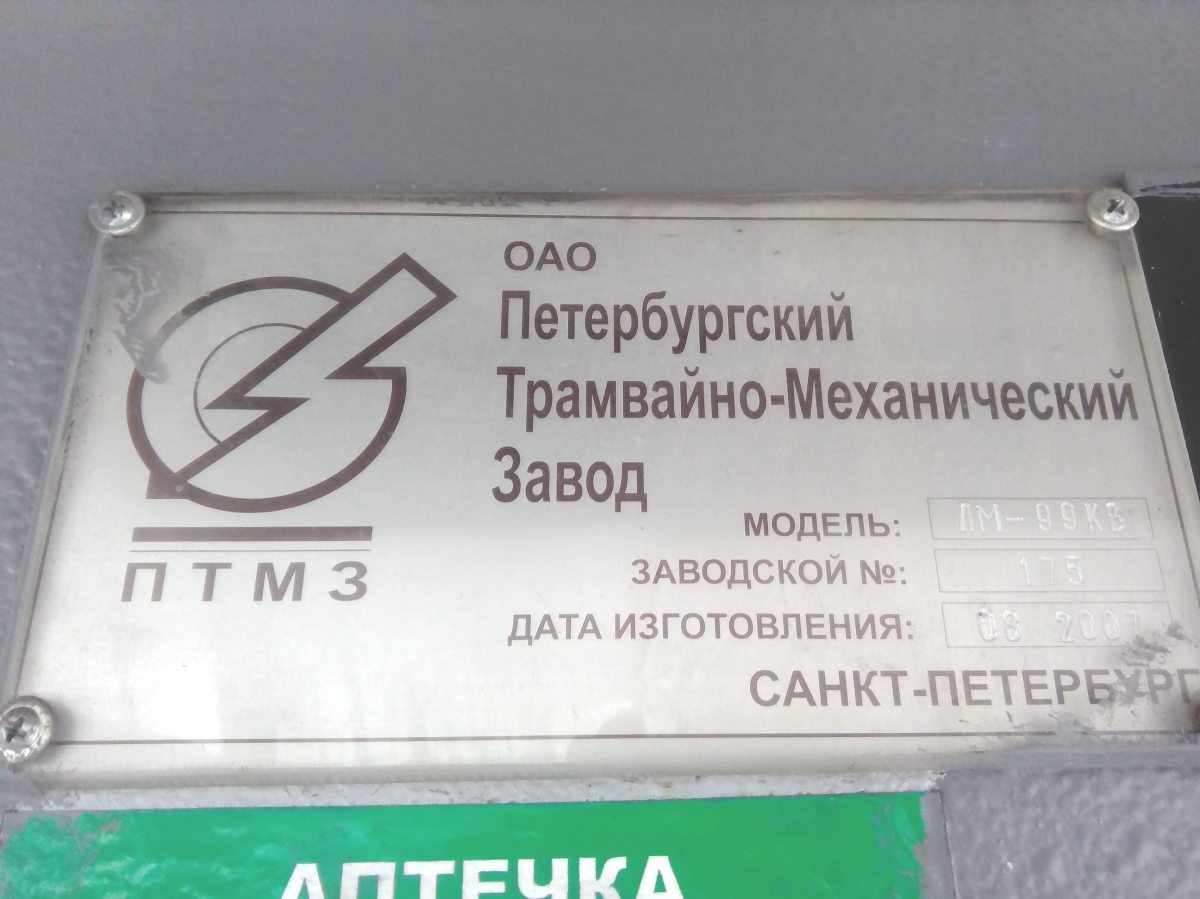 ОАО
Петербургский
Трамвайно-Механический
Завод
ПТМЗ
МОДЕЛЬ: ЛМ-99КВ
ЗАВОДСКОЙ №: 175
ДАТА ИЗГОТОВЛЕНИЯ: 08 2007
САНКТ-ПЕТЕРБУРГ
АПТЕЧКА